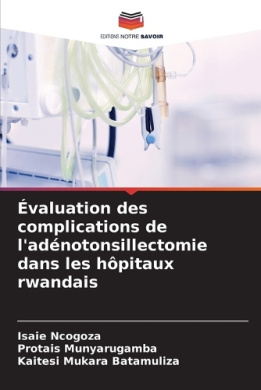 EDITIONS NOTRE SAVOIR
Évaluation des
complications de
l'adénotonsillectomie
dans les hôpitaux
rwandais
Isaie Ncogoza
Protais Munyarugamba
Kaitesi Mukara Batamuliza